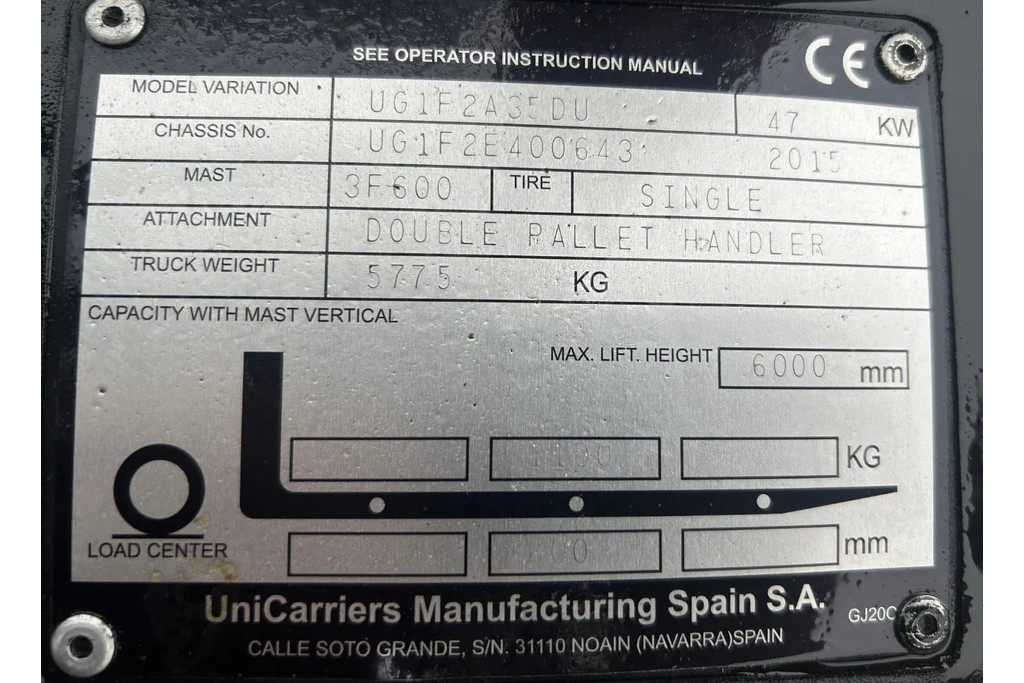 SEE OPERATOR INSTRUCTION MANUAL CE
MODEL VARIATION UG1F2A35DU 47 KW
CHASSIS No. UG1F2E400643 2015
MAST 3F600 TIRE SINGLE
ATTACHMENT DOUBLE PALLET HANDLER
TRUCK WEIGHT 5775 KG
CAPACITY WITH MAST VERTICAL
MAX. LIFT. HEIGHT 6000 mm
1100 KG
LOAD CENTER mm
UniCarriers Manufacturing Spain S.A.
CALLE SOTO GRANDE, S/N. 31110 NOAIN (NAVARRA)SPAIN